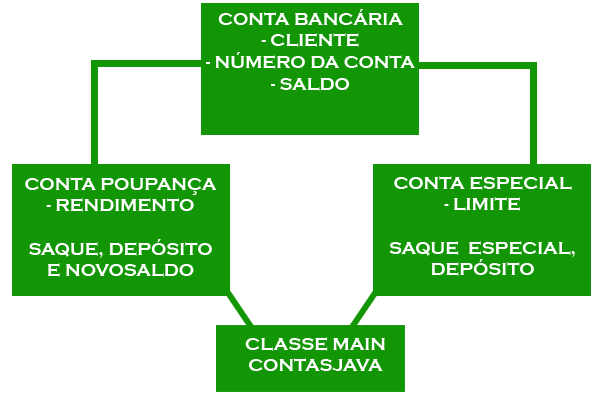 CONTA BANCÁRIA
- CLIENTE
- NÚMERO DA CONTA
- SALDO
CONTA POUPANÇA
- RENDIMENTO
SAQUE, DEPÓSITO
E NOVOSALDO
CONTA ESPECIAL
- LIMITE
SAQUE ESPECIAL,
DEPÓSITO
CLASSE MAIN
CONTASJAVA